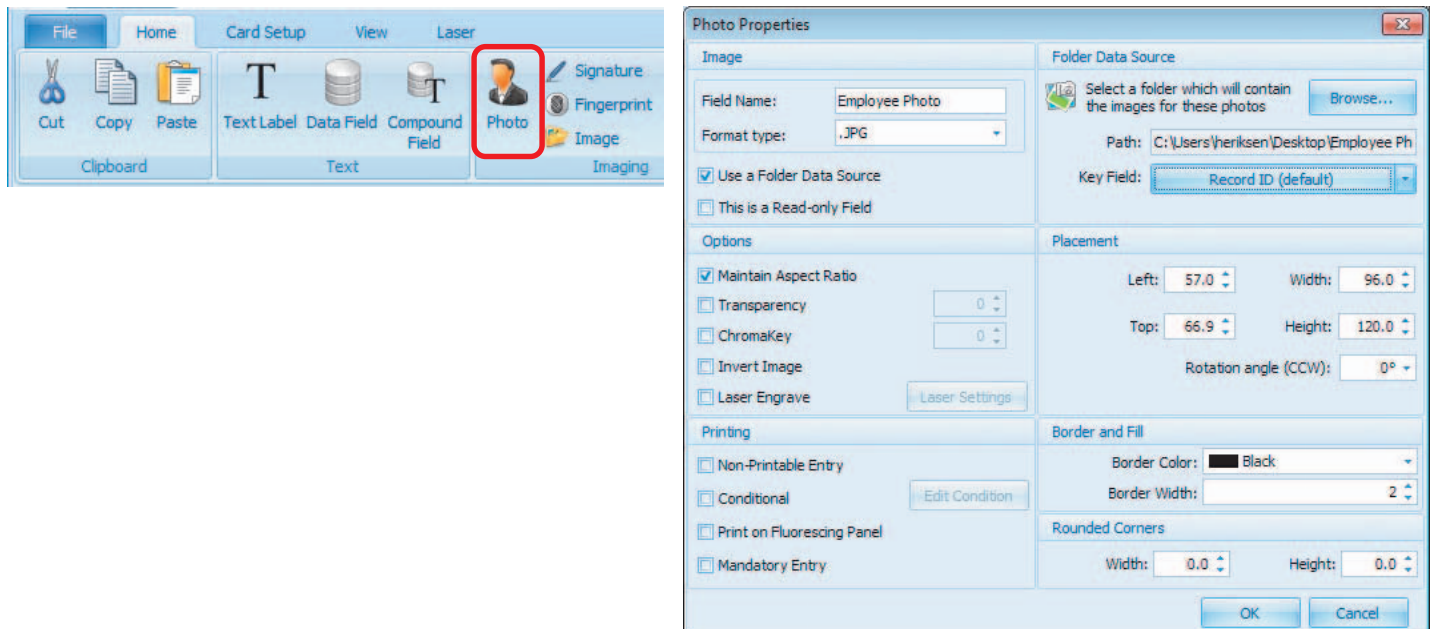 File Home Card Setup View Laser
Cut Copy Paste
Clipboard
Text Label Data Field Compound Field
Text
Photo
Signature
Fingerprint
Image
Imaging
Photo Properties
Image
Field Name: Employee Photo
Format type: .JPG
Use a Folder Data Source
This is a Read-only Field
Folder Data Source
Select a folder which will contain
the images for these photos
Browse...
Path: C:\Users\heriksen\Desktop\Employee Ph
Key Field: Record ID (default)
Options
Maintain Aspect Ratio
Transparency 0
ChromaKey 0
Invert Image
Laser Engrave Laser Settings
Placement
Left: 57.0 Width: 96.0
Top: 66.9 Height: 120.0
Rotation angle (CCW): 0°
Printing
Non-Printable Entry
Conditional Edit Condition
Print on Fluorescing Panel
Mandatory Entry
Border and Fill
Border Color: Black
Border Width: 2
Rounded Corners
Width: 0.0 Height: 0.0
OK Cancel